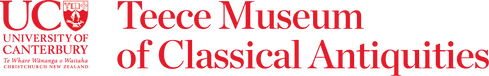 UC
UNIVERSITY OF
CANTERBURY
Te Whare Wānanga o Waitaha
CHRISTCHURCH NEW ZEALAND
Teece Museum
of Classical Antiquities